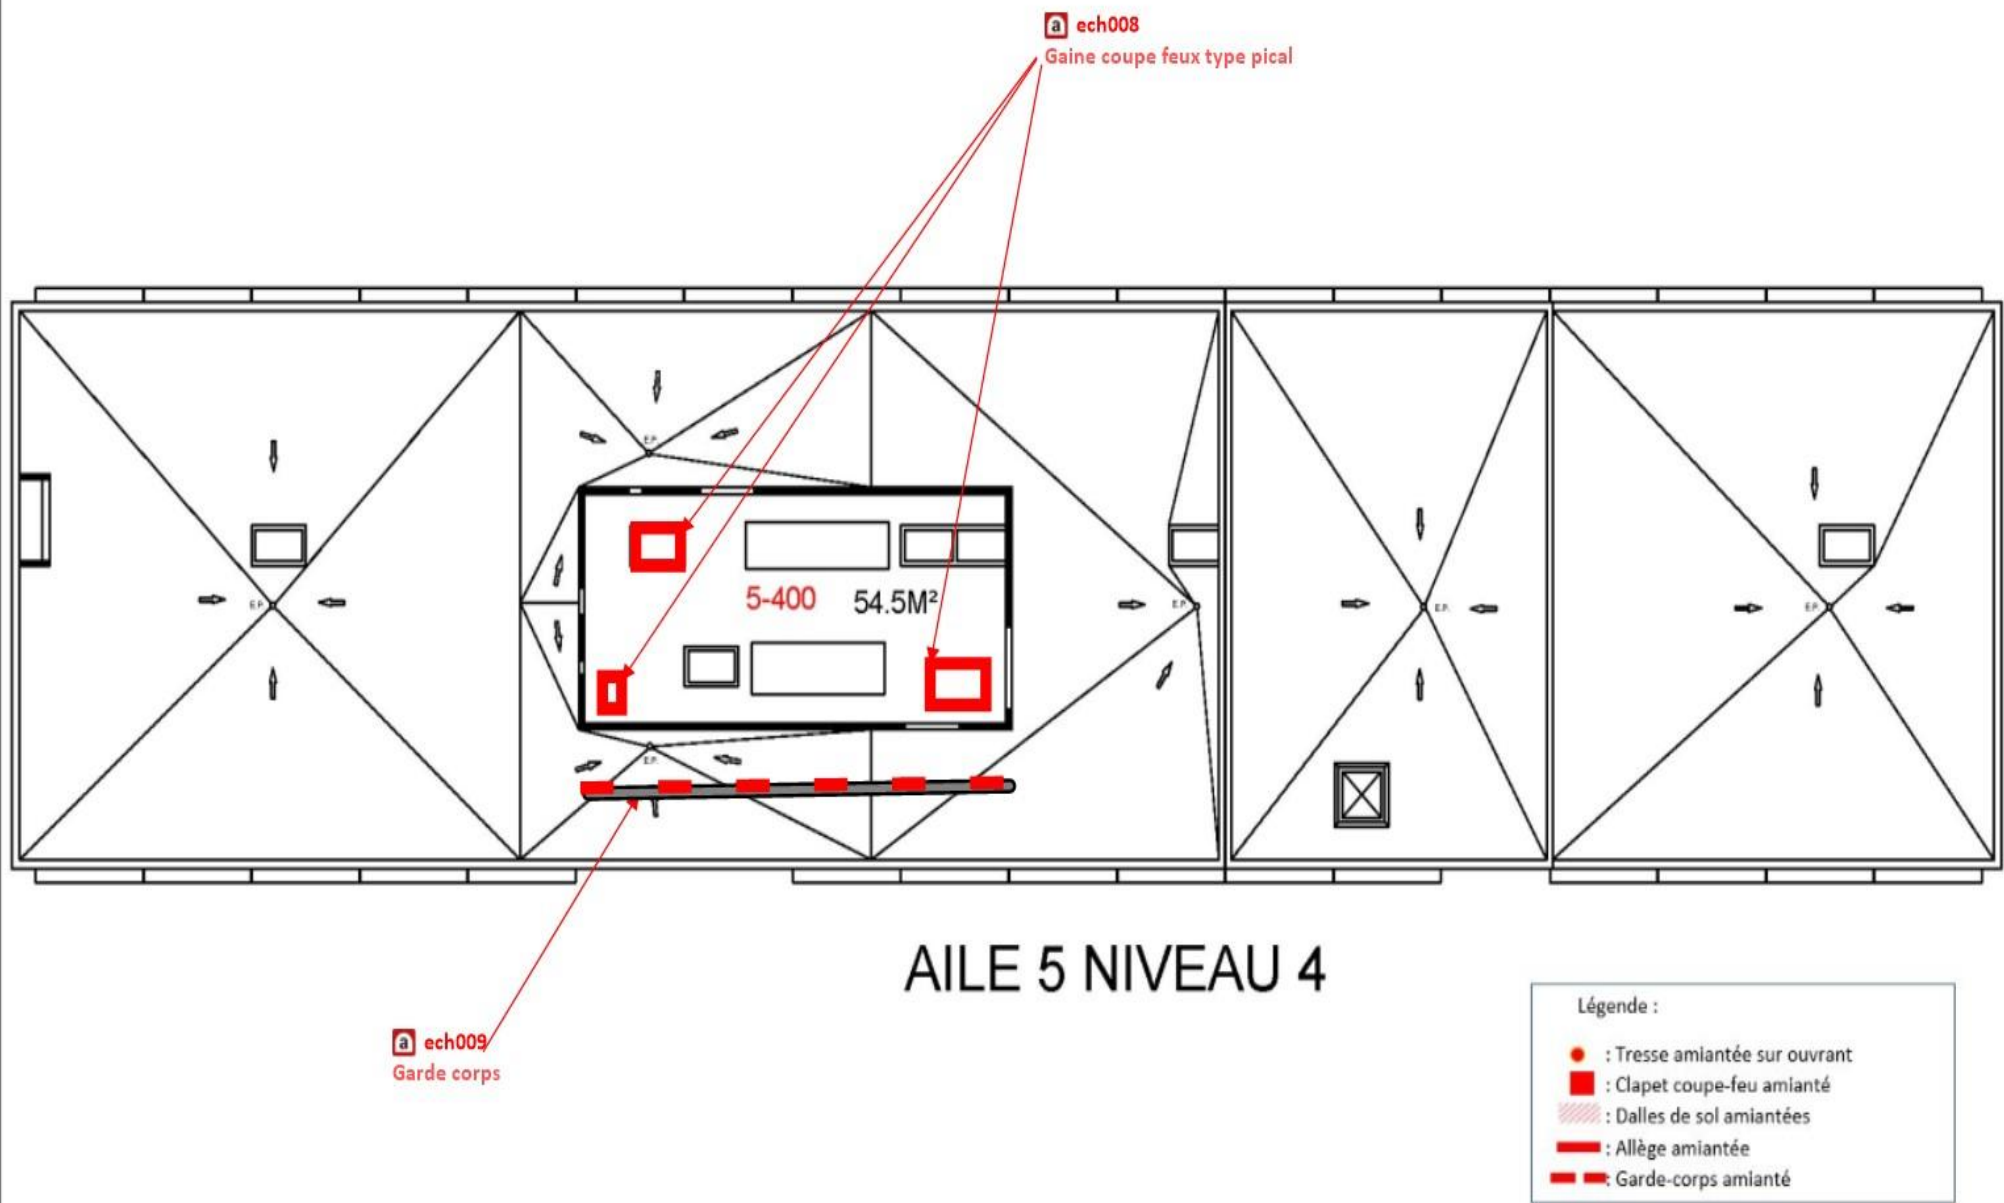 a ech008
Gaine coupe feux type pical
E.P.
E.P.
5-400 54.5M²
E.P.
E.P.
E.P.
E.P.
AILE 5 NIVEAU 4
a ech009
Garde corps
Légende :
: Tresse amiantée sur ouvrant
: Clapet coupe-feu amianté
: Dalles de sol amiantées
: Allège amiantée
: Garde-corps amianté